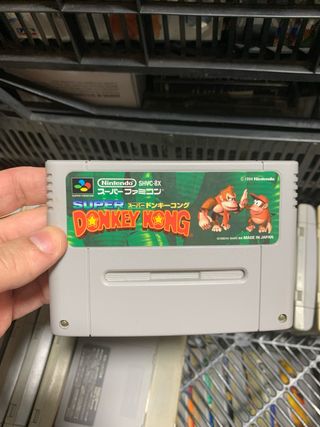 Nintendo SHVC-8X
スーパーファミコン
© 1994 Nintendo
SUPER スーパードンキーコング
DONKEY KONG
MADE IN JAPAN